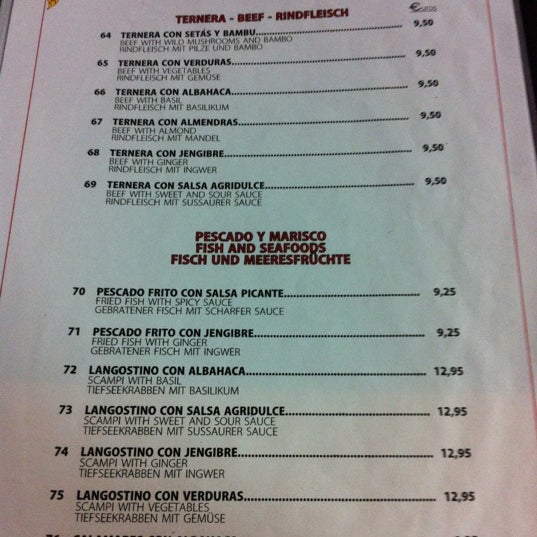 TERNERA - BEEF - RINDFLEISCH
€uros
64 TERNERA CON SETÁS Y BAMBU 9,50
BEEF WITH WILD MUSHROOMS AND BAMBO
RINDFLEISCH MIT PILZE UND BAMBO
65 TERNERA CON VERDURAS 9,50
BEEF WITH VEGETABLES
RINDFLEISCH MIT GEMÜSE
66 TERNERA CON ALBAHACA 9,50
BEEF WITH BASIL
RINDFLEISCH MIT BASILIKUM
67 TERNERA CON ALMENDRAS 9,50
BEEF WITH ALMOND
RINDFLEISCH MIT MANDEL
68 TERNERA CON JENGIBRE 9,50
BEEF WITH GINGER
RINDFLEISCH MIT INGWER
69 TERNERA CON SALSA AGRIDULCE 9,50
BEEF WITH SWEET AND SOUR SAUCE
RINDFLEISCH MIT SUSSAURER SAUCE
PESCADO Y MARISCO
FISH AND SEAFOODS
FISCH UND MEERESFRÜCHTE
70 PESCADO FRITO CON SALSA PICANTE 9,25
FRIED FISH WITH SPICY SAUCE
GEBRATENER FISCH MIT SCHARFER SAUCE
71 PESCADO FRITO CON JENGIBRE 9,25
FRIED FISH WITH GINGER
GEBRATENER FISCH MIT INGWER
72 LANGOSTINO CON ALBAHACA 12,95
SCAMPI WITH BASIL
TIEFSEEKRABBEN MIT BASILIKUM
73 LANGOSTINO CON SALSA AGRIDULCE 12,95
SCAMPI WITH SWEET AND SOUR SAUCE
TIEFSEEKRABBEN MIT SUSSAURER SAUCE
74 LANGOSTINO CON JENGIBRE 12,95
SCAMPI WITH GINGER
TIEFSEEKRABBEN MIT INGWER
75 LANGOSTINO CON VERDURAS 12,95
SCAMPI WITH VEGETABLES
TIEFSEEKRABBEN MIT GEMÜSE